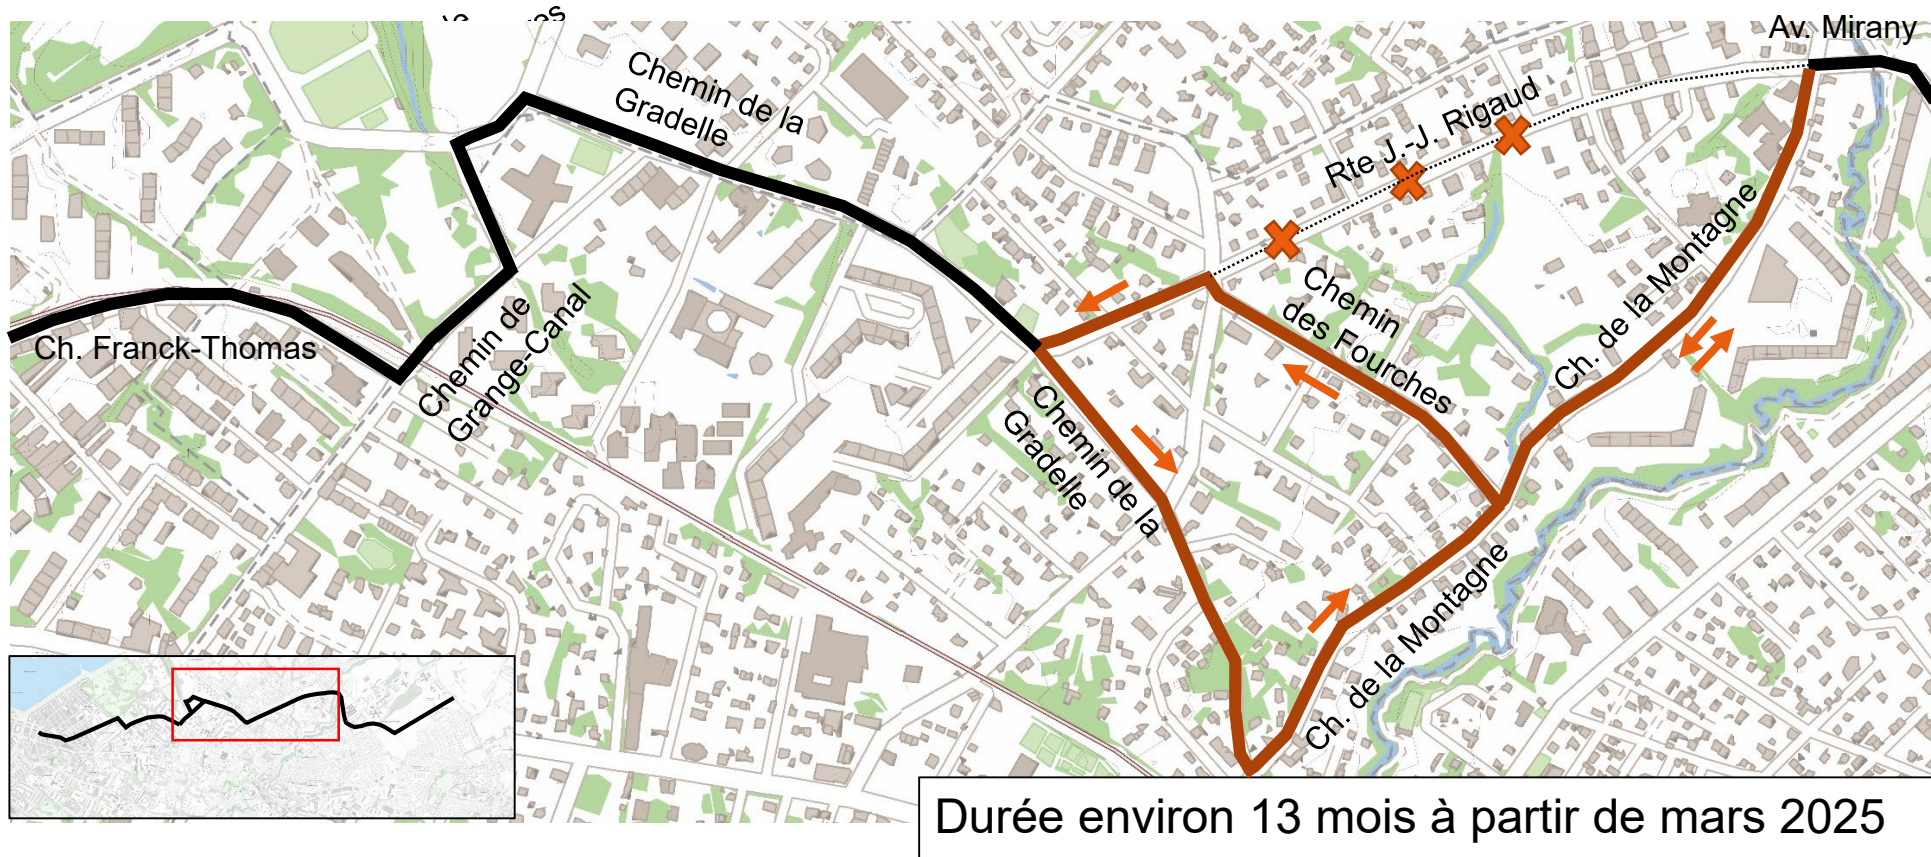 Av. Mirany
Chemin de la
Gradelle
Rte J.-J. Rigaud
Chemin
des Fourches
Ch. de la Montagne
Ch. Franck-Thomas
Chemin de
Grange-Canal
Chemin de la
Gradelle
Ch. de la Montagne
Durée environ 13 mois à partir de mars 2025